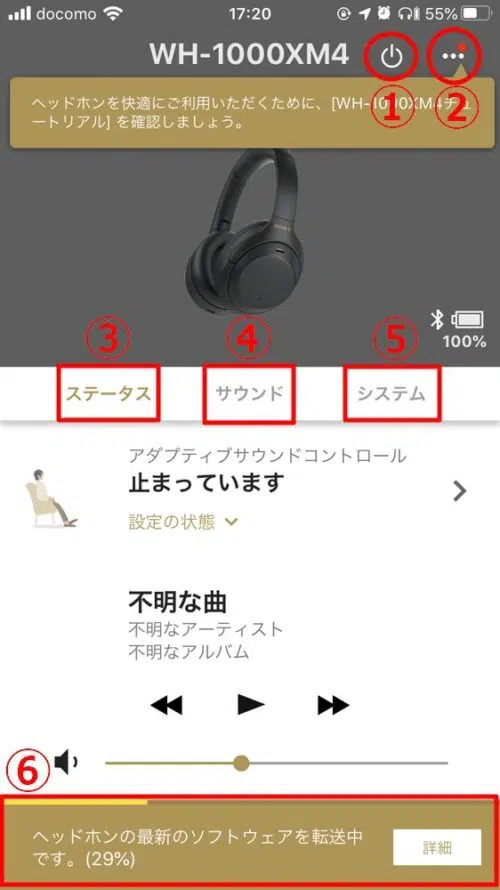 docomo 17:20 55%
WH-1000XM4
① ②
ヘッドホンを快適にご利用いただくために、[WH-1000XM4チュ
ートリアル] を確認しましょう。
SONY
100%
③ ④ ⑤
ステータス サウンド システム
アダプティブサウンドコントロール
止まっています
設定の状態
不明な曲
不明なアーティスト
不明なアルバム
⑥
ヘッドホンの最新のソフトウェアを転送中
です。(29%)
詳細